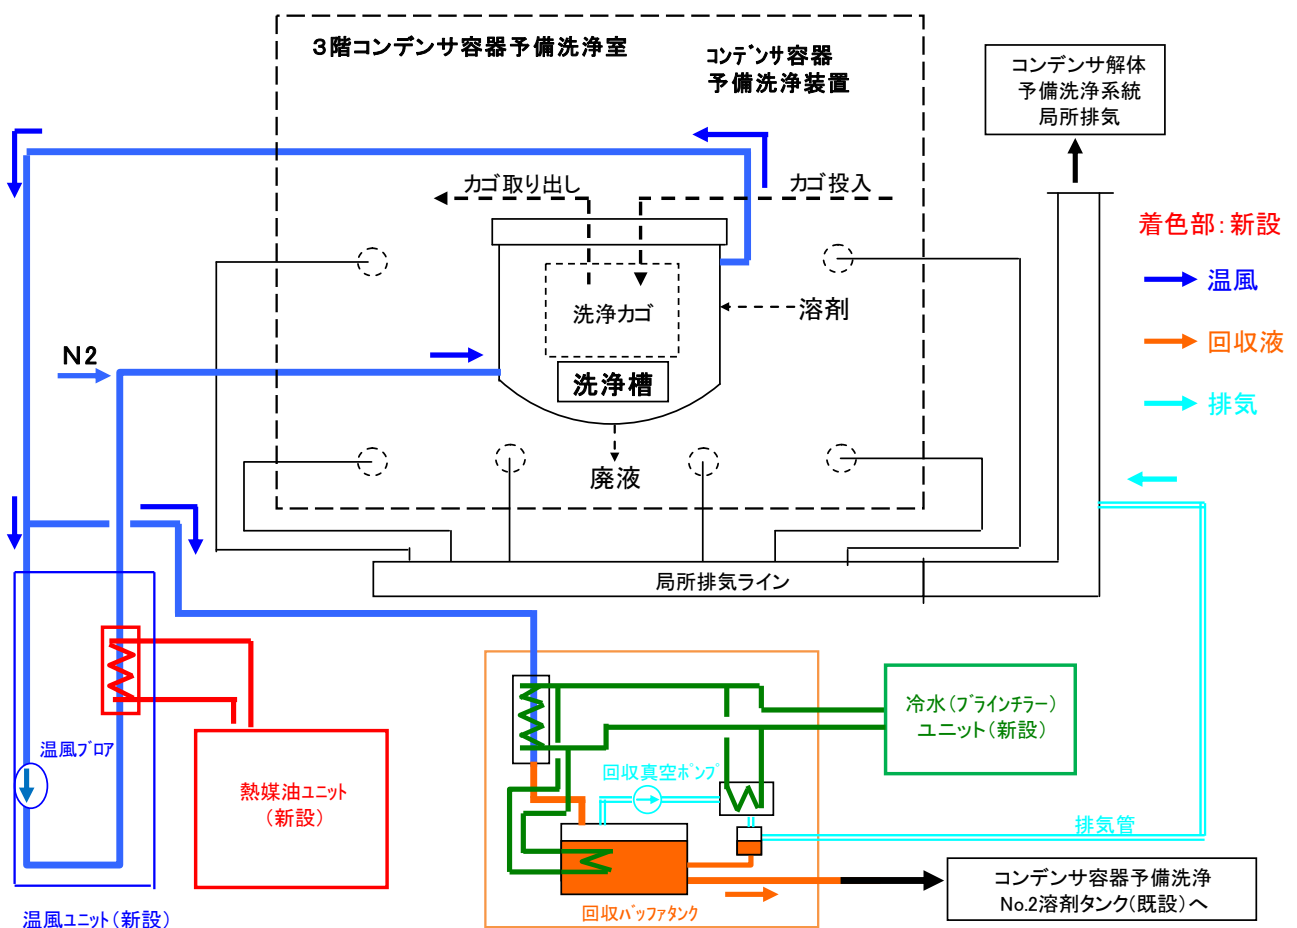 ３階コンデンサ容器予備洗浄室
ｺﾝﾃﾞﾝｻ容器
予備洗浄装置
コンデンサ解体
予備洗浄系統
局所排気
カゴ取り出し
カゴ投入
着色部：新設
温風
洗浄カゴ
溶剤
回収液
N2
洗浄槽
排気
廃液
局所排気ライン
冷水（ﾌﾞﾗｲﾝﾁﾗｰ）
ユニット（新設）
温風ﾌﾞﾛｱ
回収真空ﾎﾟﾝﾌﾟ
熱媒油ﾕﾆｯﾄ
（新設）
排気管
コンデンサ容器予備洗浄
No.2溶剤タンク（既設）へ
回収ﾊﾞｯﾌｧﾀﾝｸ
温風ﾕﾆｯﾄ（新設）